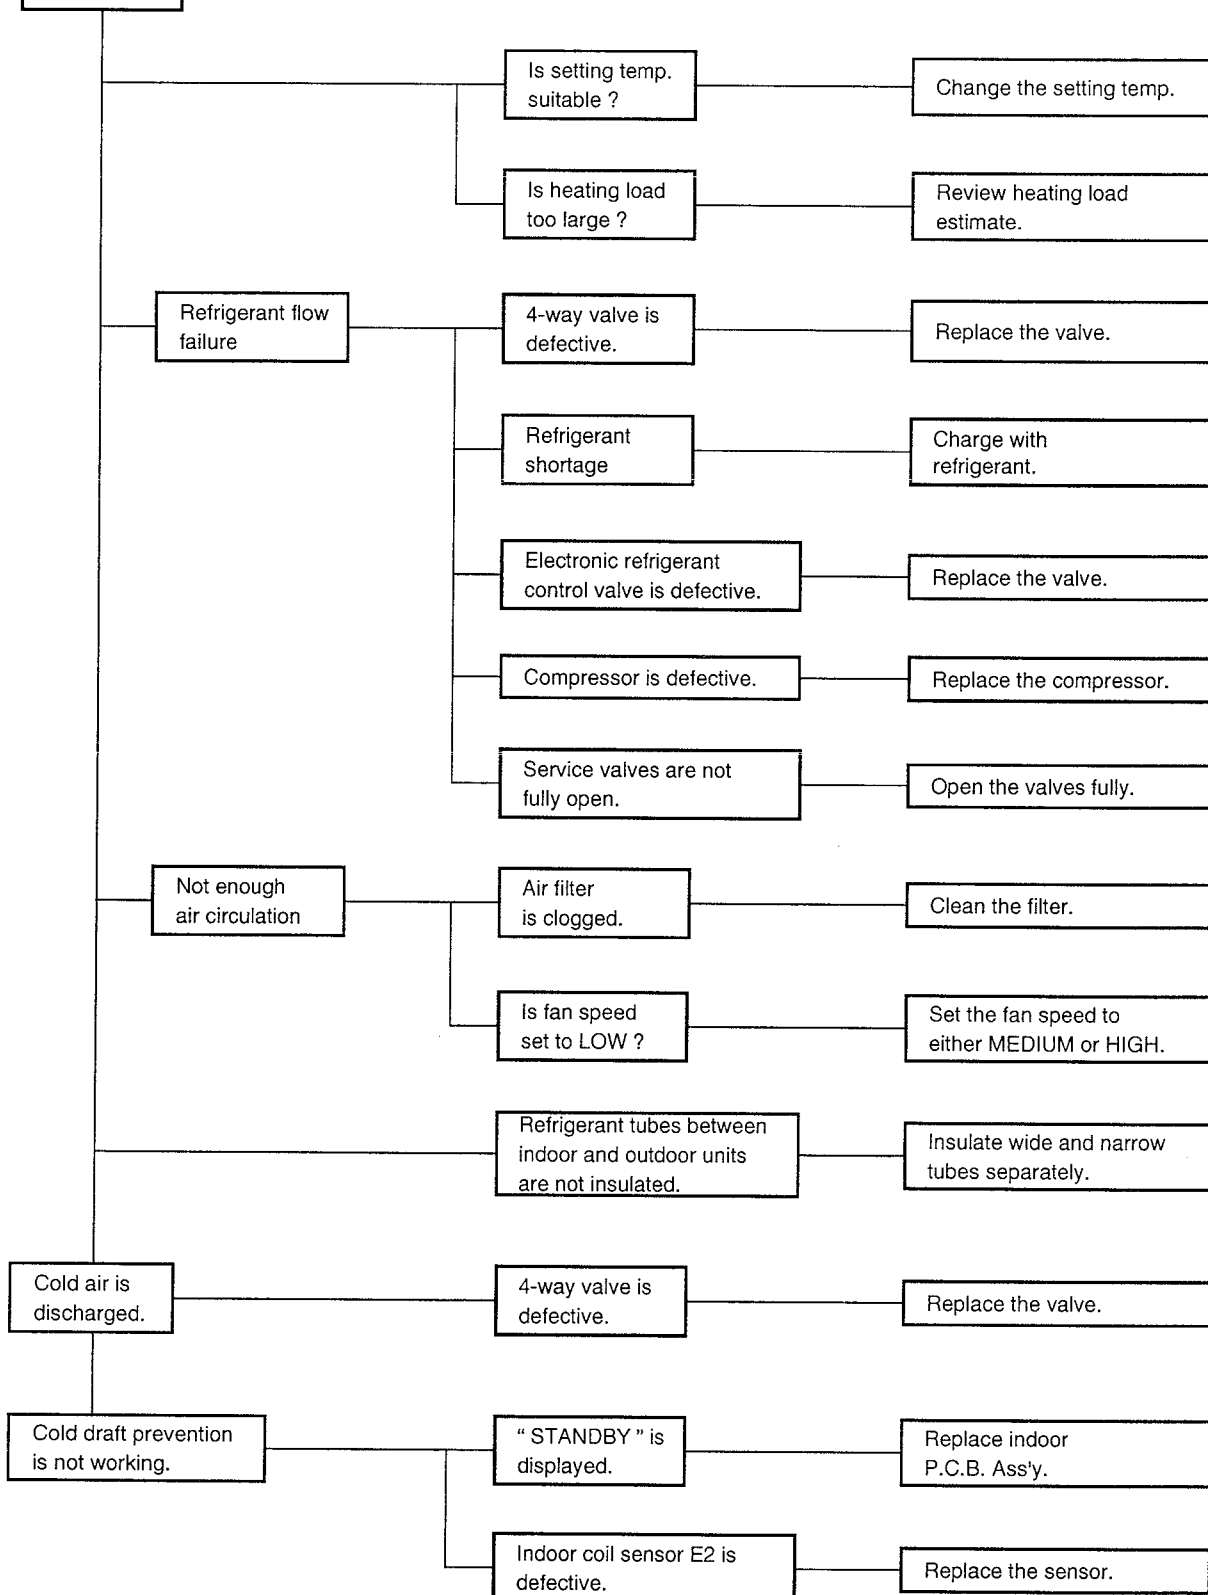 Is setting temp.
suitable ?
Change the setting temp.
Is heating load
too large ?
Review heating load
estimate.
Refrigerant flow
failure
4-way valve is
defective.
Replace the valve.
Refrigerant
shortage
Charge with
refrigerant.
Electronic refrigerant
control valve is defective.
Replace the valve.
Compressor is defective.
Replace the compressor.
Service valves are not
fully open.
Open the valves fully.
Not enough
air circulation
Air filter
is clogged.
Clean the filter.
Is fan speed
set to LOW ?
Set the fan speed to
either MEDIUM or HIGH.
Refrigerant tubes between
indoor and outdoor units
are not insulated.
Insulate wide and narrow
tubes separately.
Cold air is
discharged.
4-way valve is
defective.
Replace the valve.
Cold draft prevention
is not working.
“ STANDBY ” is
displayed.
Replace indoor
P.C.B. Ass'y.
Indoor coil sensor E2 is
defective.
Replace the sensor.